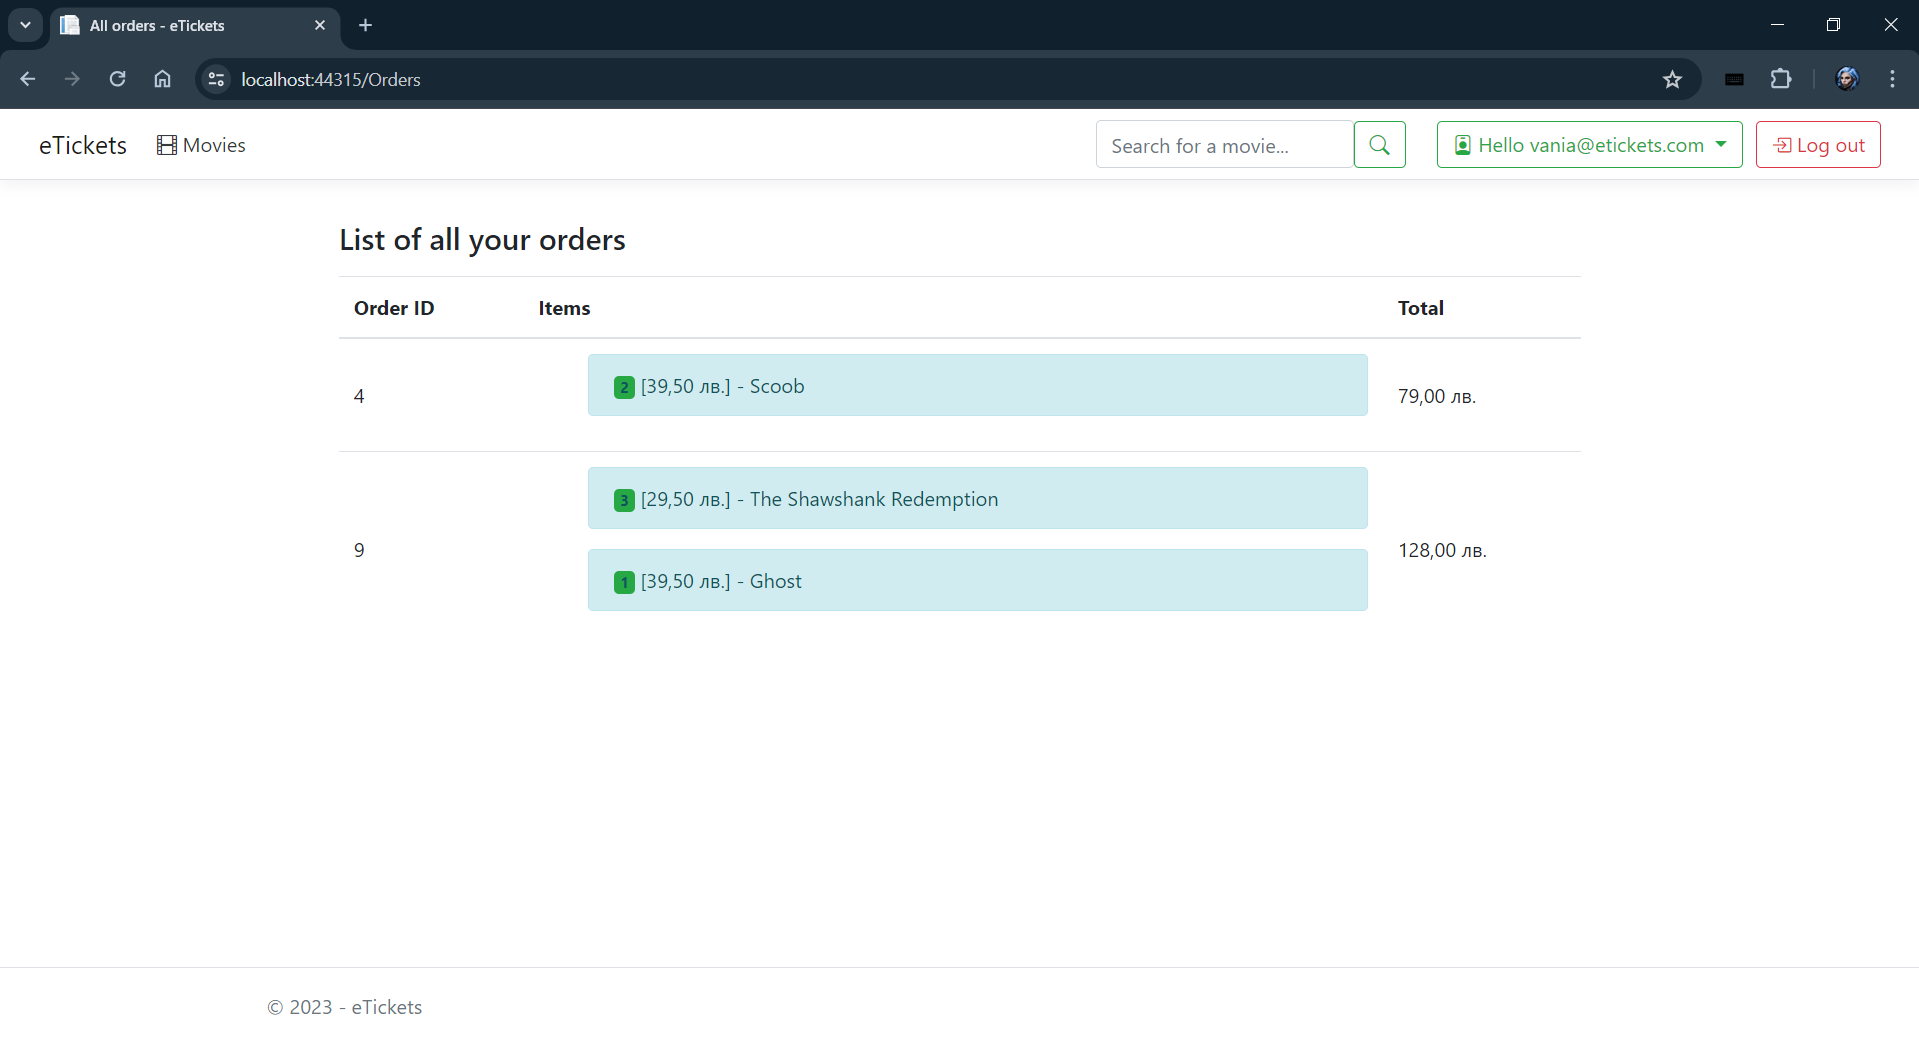 All orders - eTickets
localhost:44315/Orders
eTickets Movies Search for a movie... Hello vania@etickets.com Log out
List of all your orders
Order ID Items Total
4 2 [39,50 лв.] - Scoob 79,00 лв.
3 [29,50 лв.] - The Shawshank Redemption
9 128,00 лв.
1 [39,50 лв.] - Ghost
© 2023 - eTickets